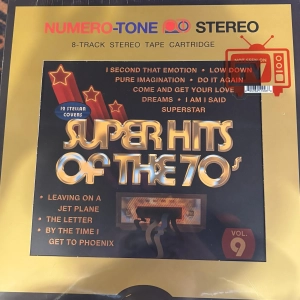 NUMERO-TONE STEREO
8-TRACK STEREO TAPE CARTRIDGE
I SECOND THAT EMOTION • LOW DOWN
PURE IMAGINATION • DO IT AGAIN
COME AND GET YOUR LOVE
DREAMS • I AM I SAID
SUPERSTAR
10 STELLAR
COVERS
SUPER HITS
OF THE 70s
• LEAVING ON A
JET PLANE
• THE LETTER
• BY THE TIME I
GET TO PHOENIX
VOL.
9